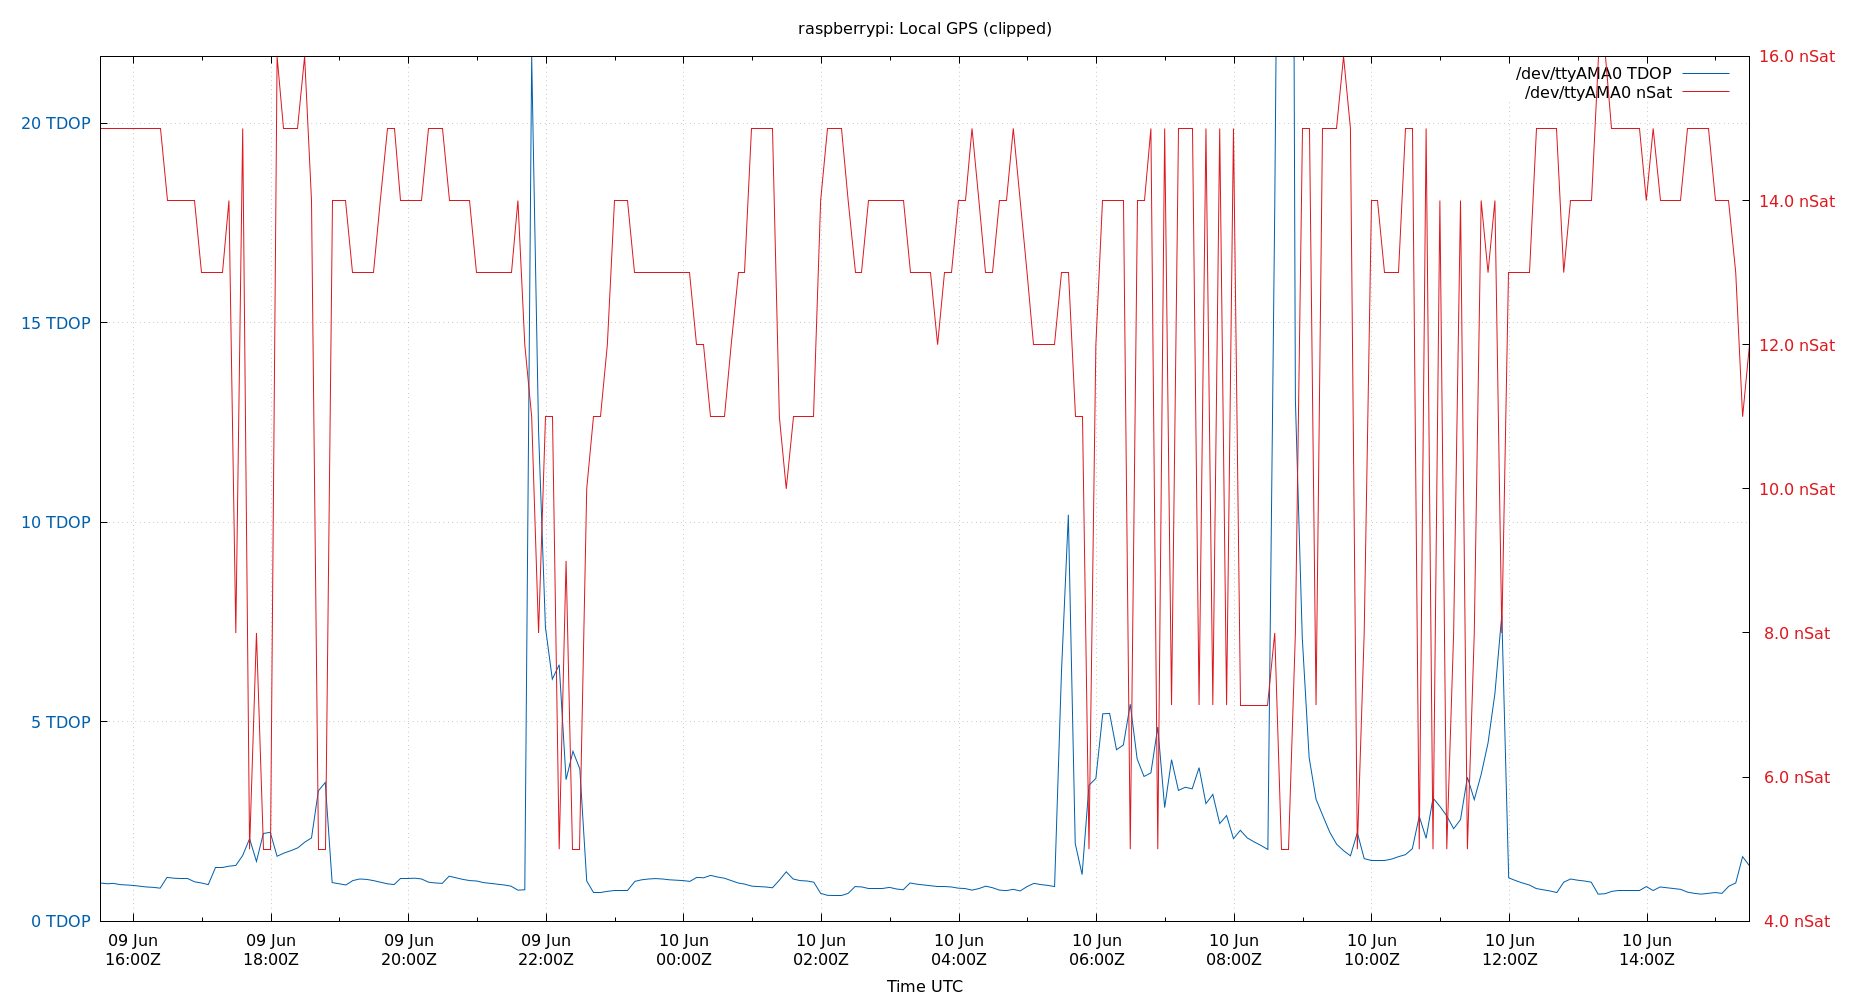 raspberrypi: Local GPS (clipped)
16.0 nSat
/dev/ttyAMA0 TDOP
/dev/ttyAMA0 nSat
20 TDOP
14.0 nSat
15 TDOP
12.0 nSat
10.0 nSat
10 TDOP
8.0 nSat
5 TDOP
6.0 nSat
0 TDOP
4.0 nSat
09 Jun 09 Jun 09 Jun 09 Jun 10 Jun 10 Jun 10 Jun 10 Jun 10 Jun 10 Jun 10 Jun 10 Jun
16:00Z 18:00Z 20:00Z 22:00Z 00:00Z 02:00Z 04:00Z 06:00Z 08:00Z 10:00Z 12:00Z 14:00Z
Time UTC